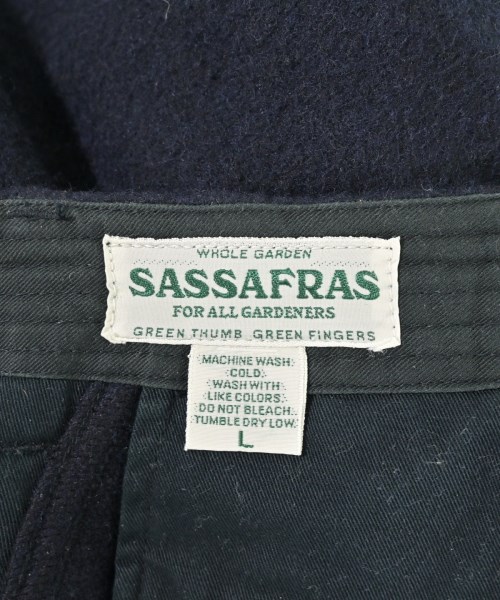 WHOLE GARDEN
SASSAFRAS
FOR ALL GARDENERS
GREEN THUMB GREEN FINGERS
MACHINE WASH
COLD.
WASH WITH
LIKE COLORS.
DO NOT BLEACH.
TUMBLE DRY LOW.
L